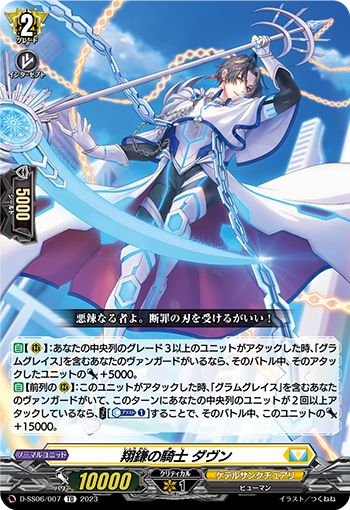 2
グレード
インターセプト
5000
シールド
悪辣なる者よ。断罪の刃を受けるがいい！
自【】：あなたの中央列のグレード３以上のユニットがアタックした時、「グラ
ムグレイス」を含むあなたのヴァンガードがいるなら、そのバトル中、そのアタッ
クしたユニットの＋5000。
自【前列の】：このユニットがアタックした時、「グラムグレイス」を含むあなたの
ヴァンガードがいて、このターンにあなたの中央列のユニットが２回以上ア
タックしているなら、【ブラスト1】することで、そのバトル中、このユニットの
＋15000。
ノーマルユニット
しょうれん
翔鎌の騎士 ダヴン
ケテルサンクチュアリ
ヒューマン
パワー
10000
クリティカル
1
D-SS06/007 TD 2023
イラスト／つくねね